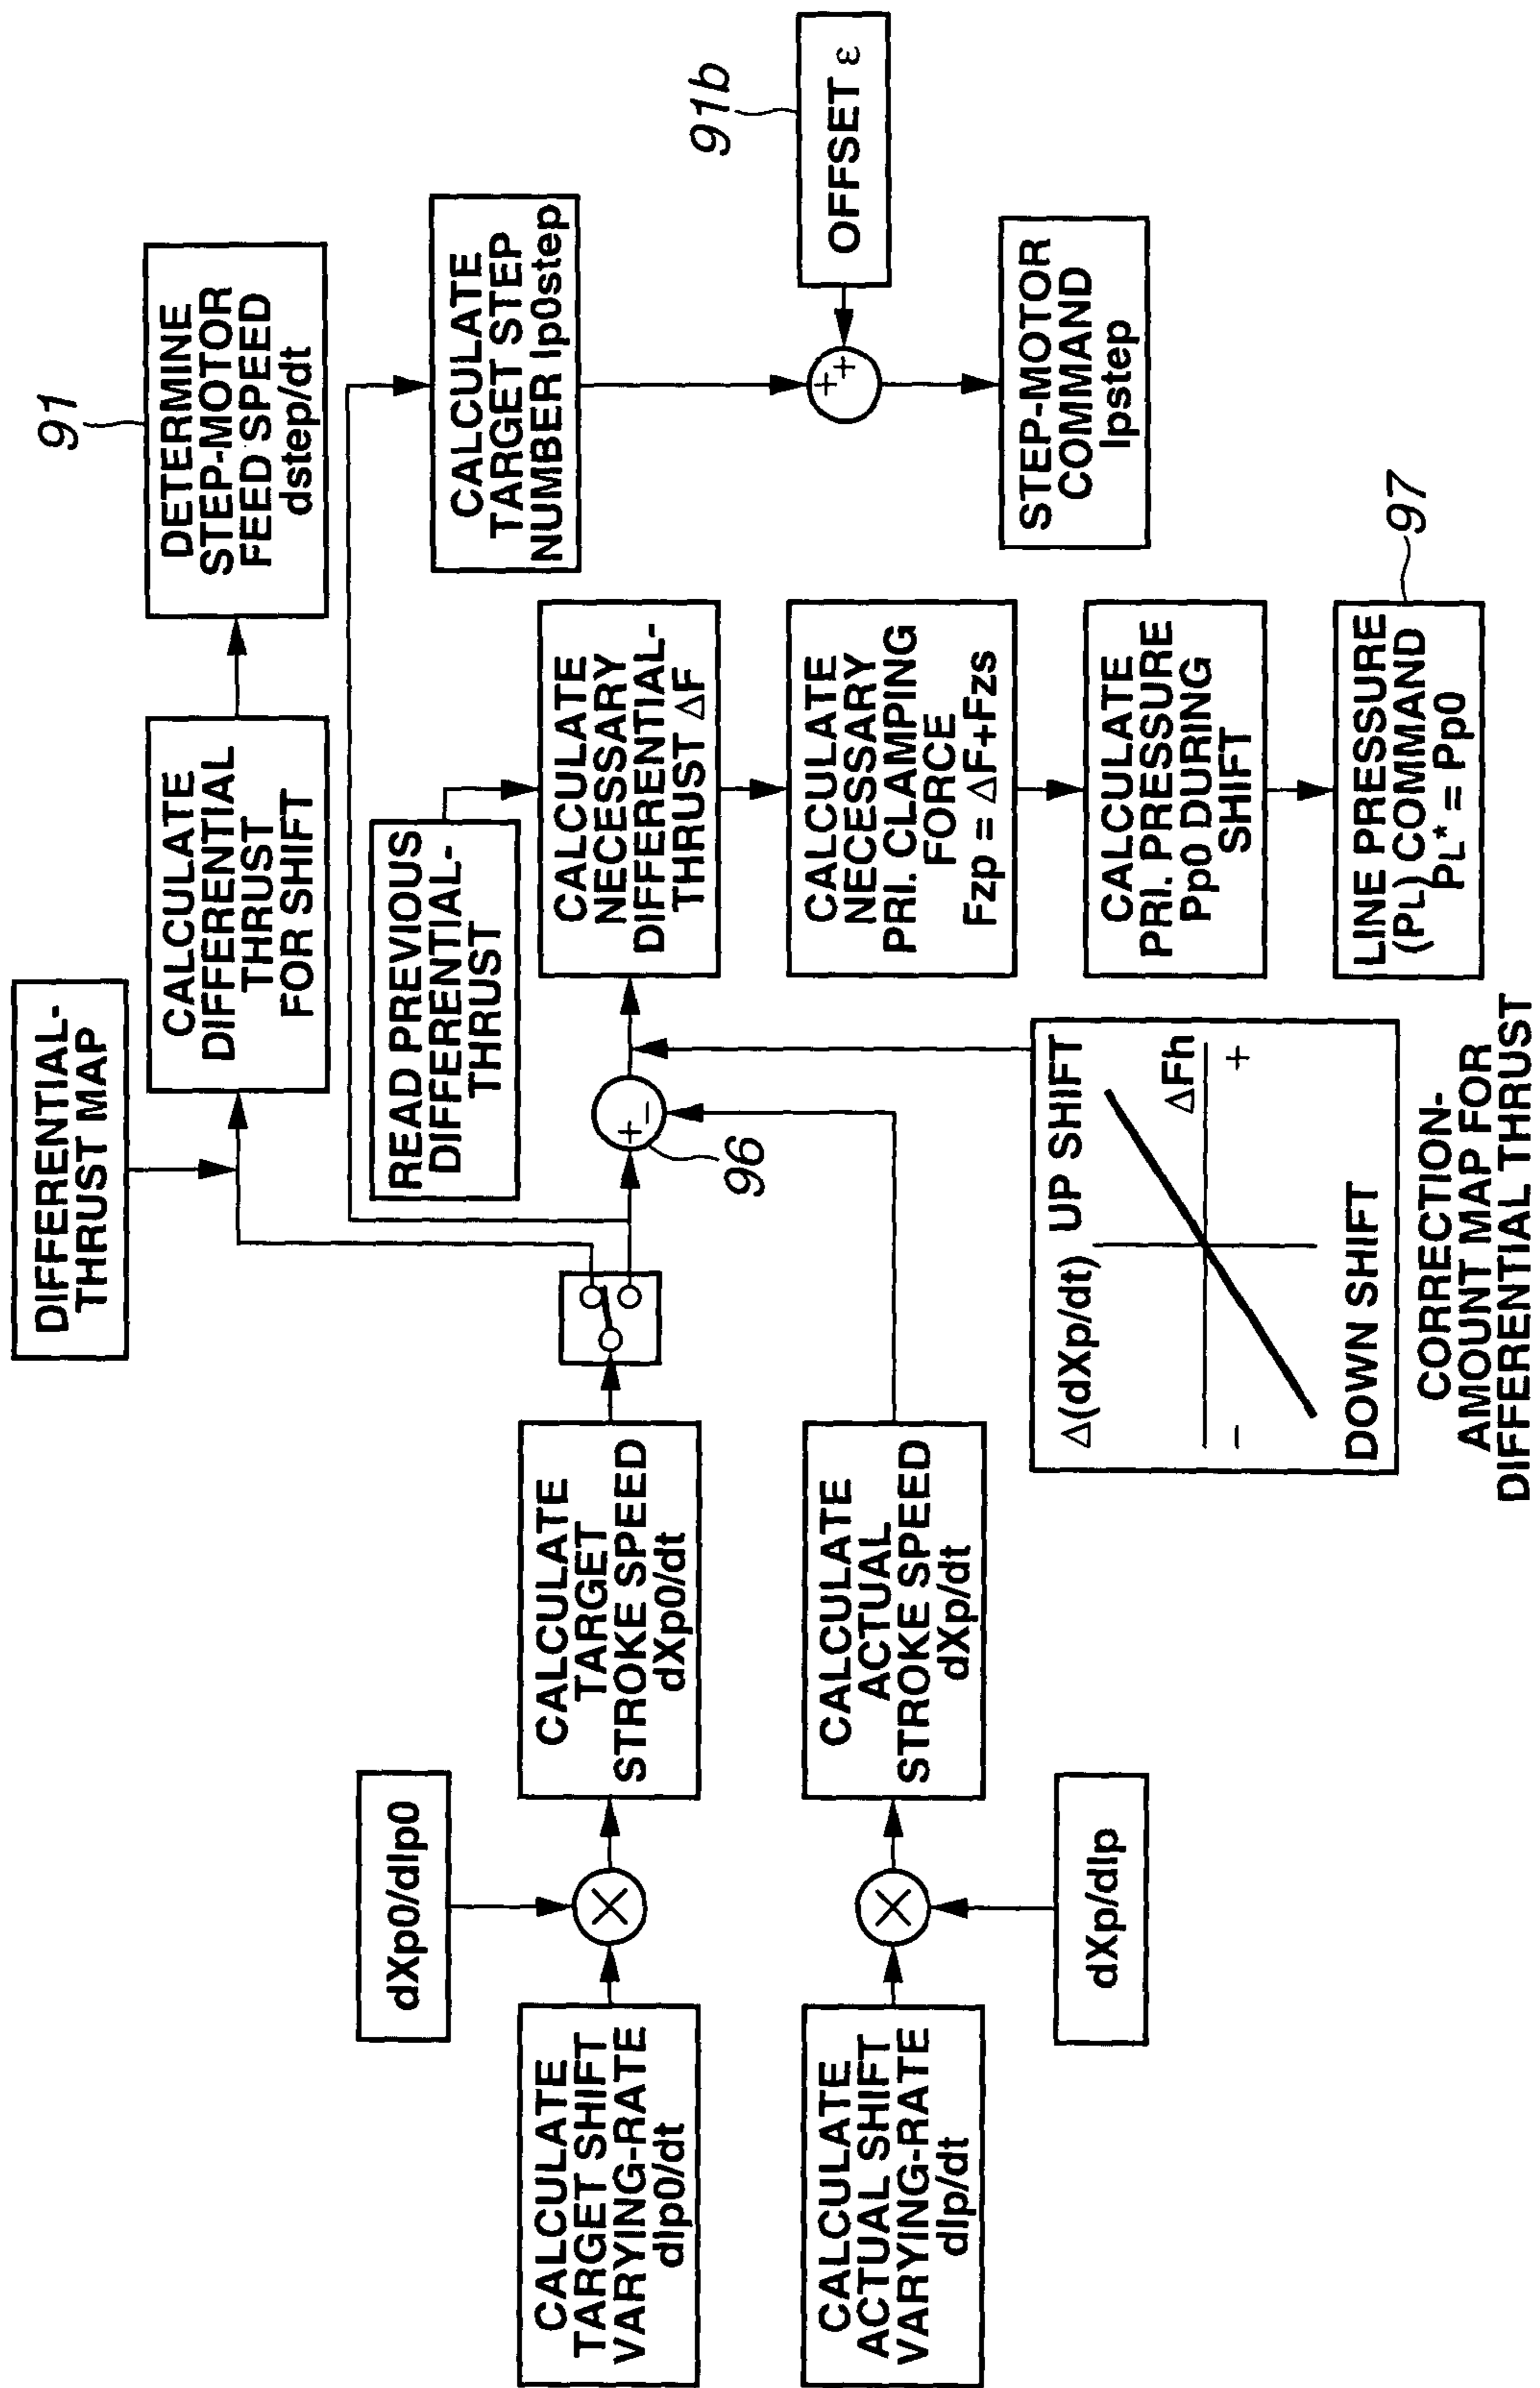 DIFFERENTIAL-
THRUST MAP
CALCULATE
DIFFERENTIAL
THRUST
FOR SHIFT
91
DETERMINE
STEP-MOTOR
FEED SPEED
dstep/dt
READ PREVIOUS
DIFFERENTIAL-
THRUST
CALCULATE
TARGET STEP
NUMBER Ip0step
91b
OFFSET ε
+
+
STEP-MOTOR
COMMAND
Ipstep
dXp0/dIp0
CALCULATE
TARGET SHIFT
VARYING-RATE
dIp0/dt
CALCULATE
TARGET
STROKE SPEED
dXp0/dt
+
−
96
CALCULATE
NECESSARY
DIFFERENTIAL-
THRUST ΔF
CALCULATE
NECESSARY
PRI. CLAMPING
FORCE
Fzp = ΔF+Fzs
CALCULATE
PRI. PRESSURE
Pp0 DURING
SHIFT
LINE PRESSURE
(PL) COMMAND
PL* = Pp0
97
CALCULATE
ACTUAL SHIFT
VARYING-RATE
dIp/dt
CALCULATE
ACTUAL
STROKE SPEED
dXp/dt
dXp/dIp
Δ(dXp/dt) UP SHIFT
ΔFh
− +
DOWN SHIFT
CORRECTION-
AMOUNT MAP FOR
DIFFERENTIAL THRUST